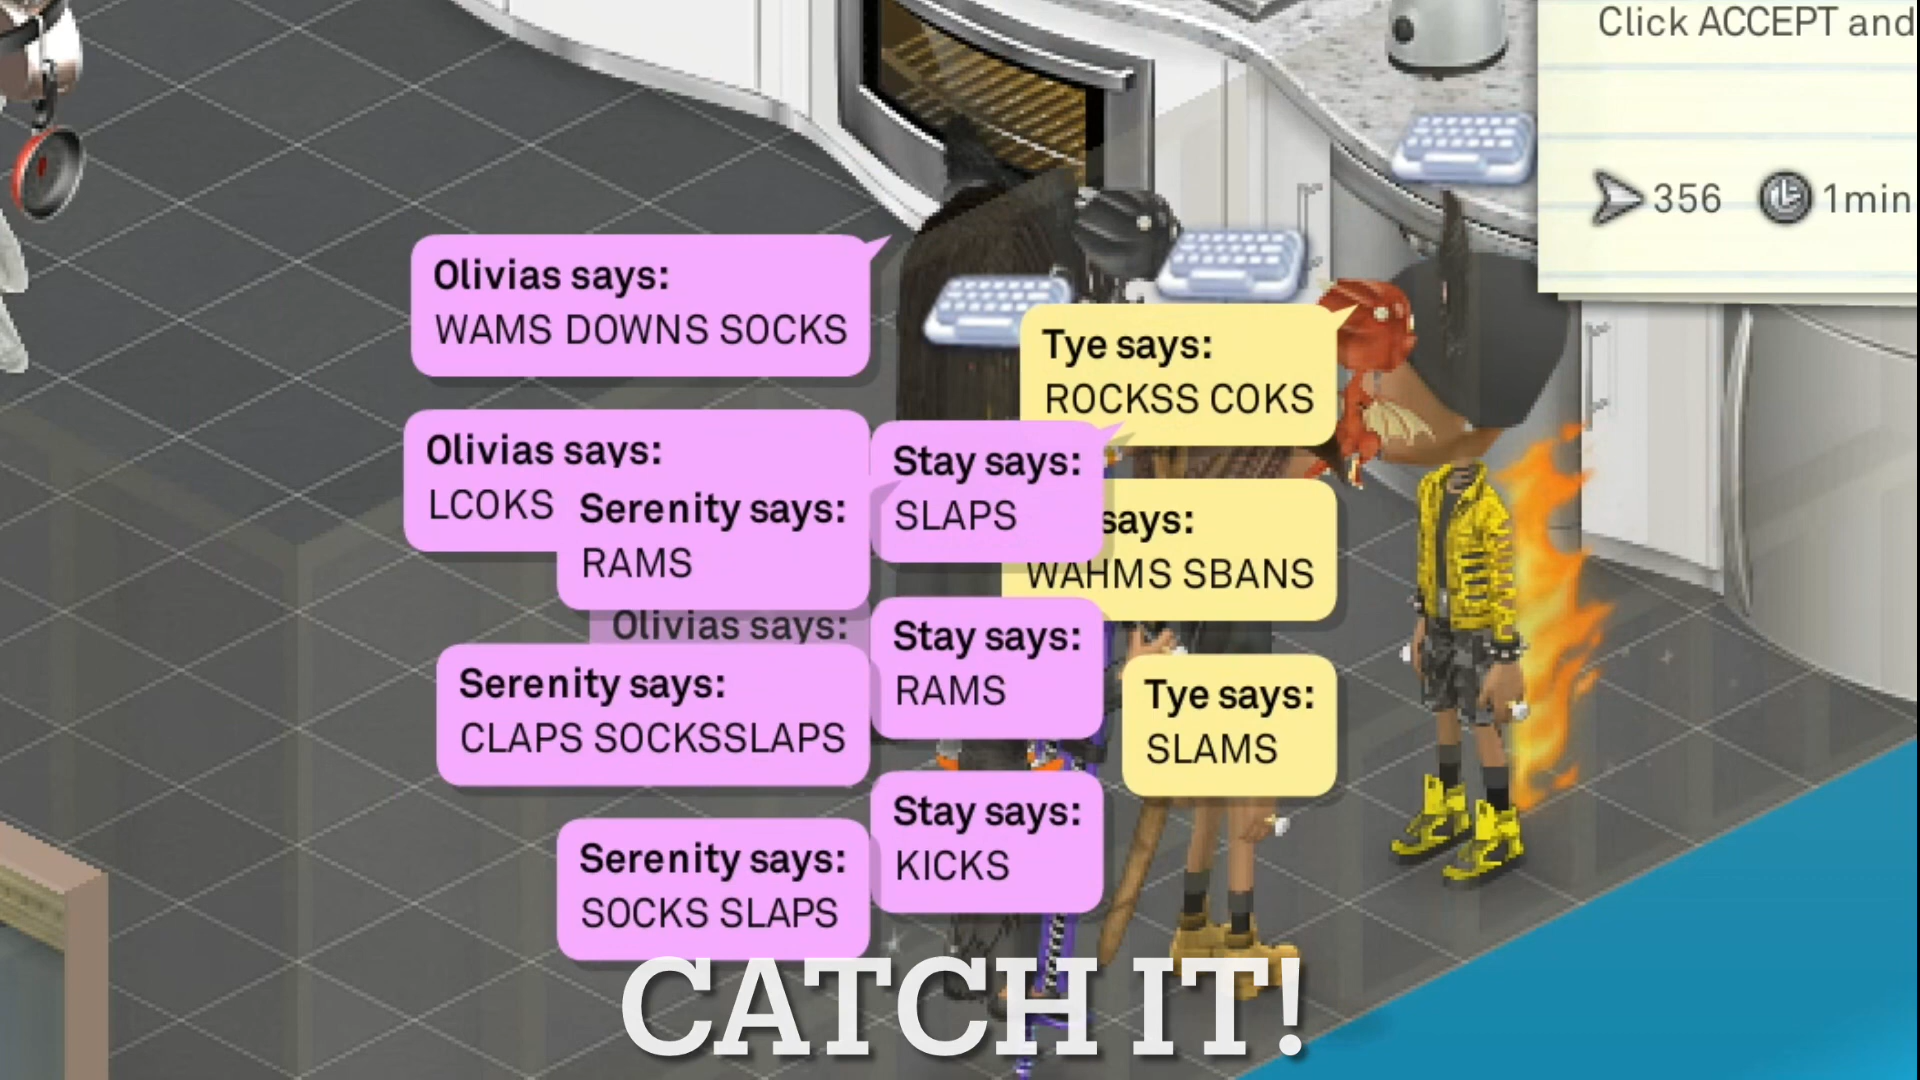 Click ACCEPT and
356 1min
Olivias says:
WAMS DOWNS SOCKS
Tye says:
ROCKSS COKS
Olivias says:
LCOKS
Serenity says:
RAMS
Stay says:
SLAPS
says:
WAHMS SBANS
Olivias says:
Stay says:
RAMS
Serenity says:
CLAPS SOCKSSLAPS
Tye says:
SLAMS
Stay says:
KICKS
Serenity says:
SOCKS SLAPS
CATCH IT!